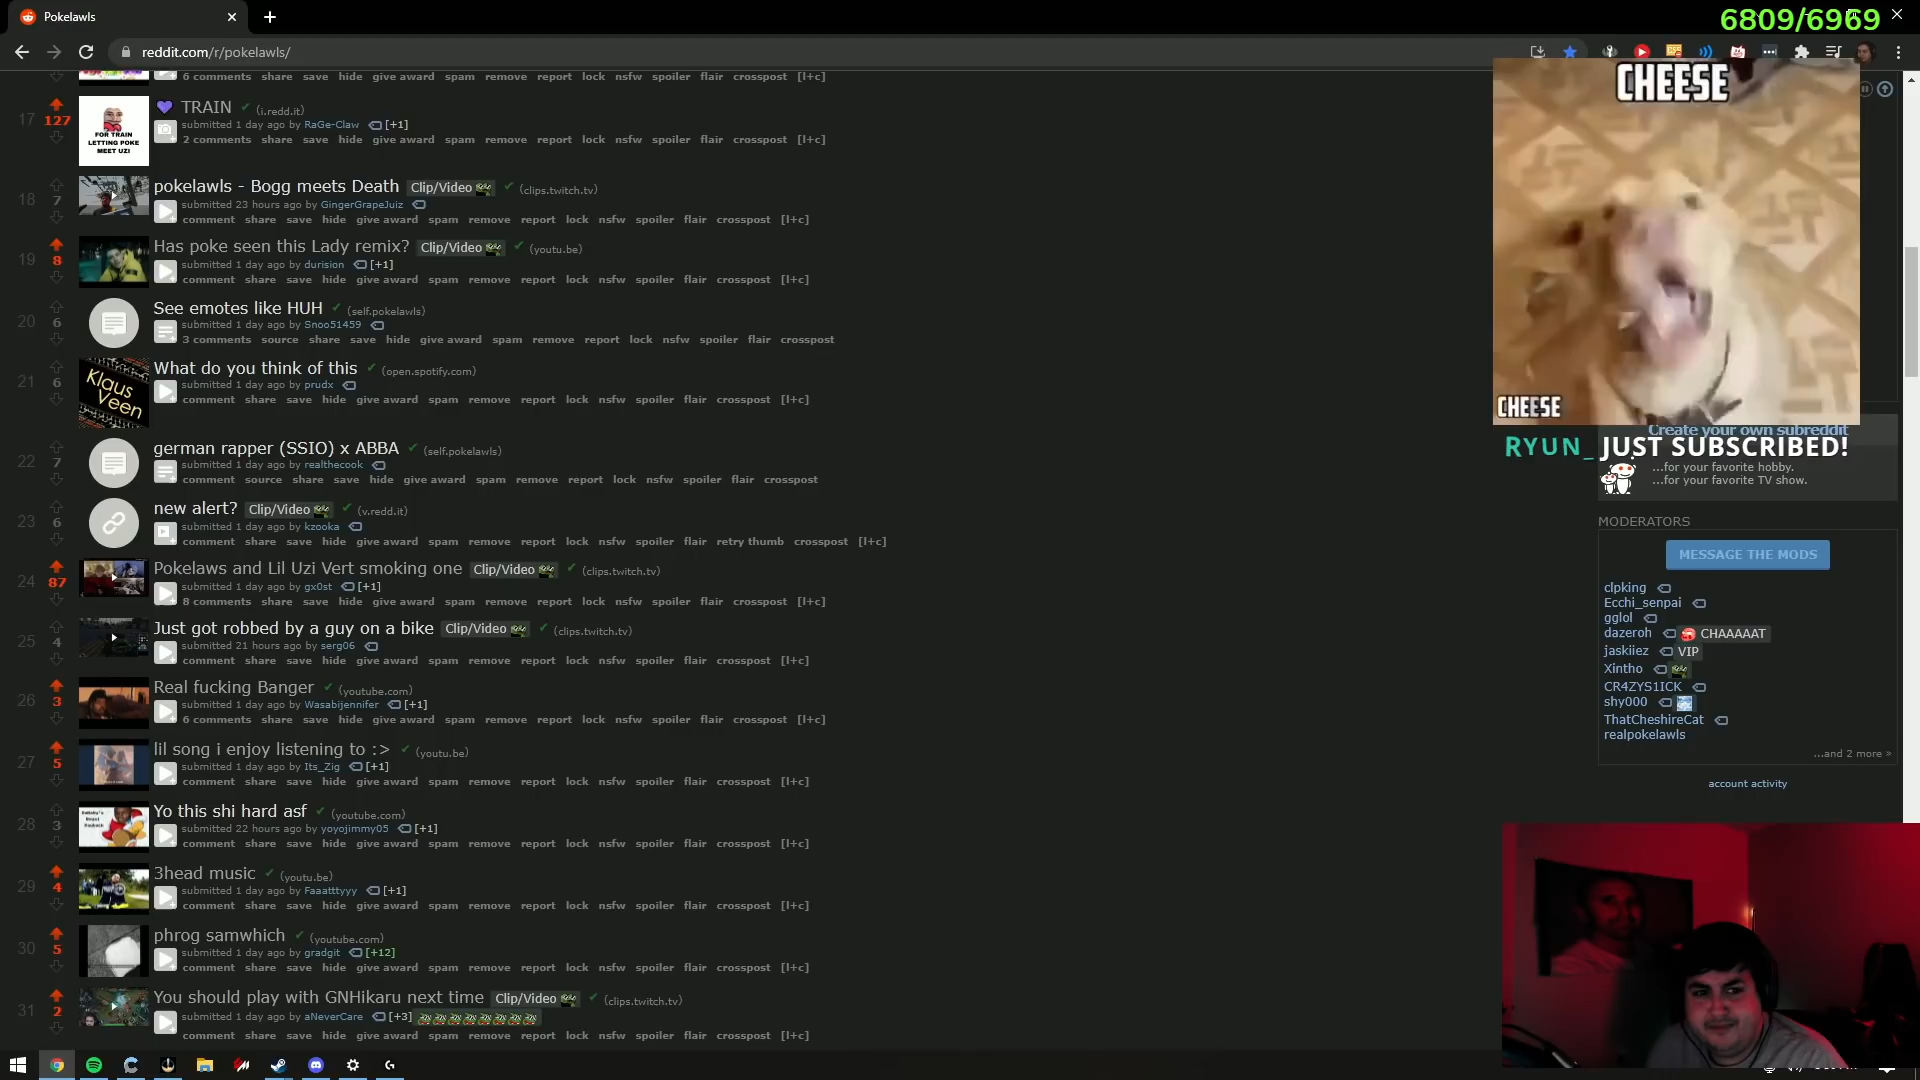 Pokelawls
6809/6969
reddit.com/r/pokelawls/
6 comments share save hide give award spam remove report lock nsfw spoiler flair crosspost [l+c]
17 127 TRAIN (i.redd.it)
submitted 1 day ago by RaGe-Claw [+1]
2 comments share save hide give award spam remove report lock nsfw spoiler flair crosspost [l+c]
FOR TRAIN
LETTING POKE
MEET UZI
18 7 pokelawls - Bogg meets Death Clip/Video (clips.twitch.tv)
submitted 23 hours ago by GingerGrapeJuiz
comment share save hide give award spam remove report lock nsfw spoiler flair crosspost [l+c]
19 8 Has poke seen this Lady remix? Clip/Video (youtu.be)
submitted 1 day ago by durision [+1]
comment share save hide give award spam remove report lock nsfw spoiler flair crosspost [l+c]
20 6 See emotes like HUH (self.pokelawls)
submitted 1 day ago by Snoo51459
3 comments source share save hide give award spam remove report lock nsfw spoiler flair crosspost
21 6 What do you think of this (open.spotify.com)
submitted 1 day ago by prudx
comment share save hide give award spam remove report lock nsfw spoiler flair crosspost [l+c]
Klaus
Veen
22 7 german rapper (SSIO) x ABBA (self.pokelawls)
submitted 1 day ago by realthecook
comment source share save hide give award spam remove report lock nsfw spoiler flair crosspost
23 6 new alert? Clip/Video (v.redd.it)
submitted 1 day ago by kzooka
comment share save hide give award spam remove report lock nsfw spoiler flair retry thumb crosspost [l+c]
24 87 Pokelaws and Lil Uzi Vert smoking one Clip/Video (clips.twitch.tv)
submitted 1 day ago by gx0st [+1]
8 comments share save hide give award spam remove report lock nsfw spoiler flair crosspost [l+c]
25 4 Just got robbed by a guy on a bike Clip/Video (clips.twitch.tv)
submitted 21 hours ago by serg06
comment share save hide give award spam remove report lock nsfw spoiler flair crosspost [l+c]
26 3 Real fucking Banger (youtube.com)
submitted 1 day ago by Wasabijennifer [+1]
6 comments share save hide give award spam remove report lock nsfw spoiler flair crosspost [l+c]
27 5 lil song i enjoy listening to :> (youtu.be)
submitted 1 day ago by Its_Zig [+1]
comment share save hide give award spam remove report lock nsfw spoiler flair crosspost [l+c]
28 3 Yo this shi hard asf (youtube.com)
submitted 22 hours ago by yoyojimmy05 [+1]
comment share save hide give award spam remove report lock nsfw spoiler flair crosspost [l+c]
29 4 3head music (youtu.be)
submitted 1 day ago by Faaatttyyy [+1]
comment share save hide give award spam remove report lock nsfw spoiler flair crosspost [l+c]
30 5 phrog samwhich (youtube.com)
submitted 1 day ago by gradgit [+12]
comment share save hide give award spam remove report lock nsfw spoiler flair crosspost [l+c]
31 2 You should play with GNHikaru next time Clip/Video (clips.twitch.tv)
submitted 1 day ago by aNeverCare [+3]
comment share save hide give award spam remove report lock nsfw spoiler flair crosspost [l+c]
CHEESE
CHEESE
Create your own subreddit
RYUN_ JUST SUBSCRIBED!
...for your favorite hobby.
...for your favorite TV show.
MODERATORS
MESSAGE THE MODS
clpking
Ecchi_senpai
gglol
dazeroh CHAAAAAT
jaskiiez VIP
Xintho
CR4ZYS1ICK
shy000
ThatCheshireCat
realpokelawls
...and 2 more »
account activity